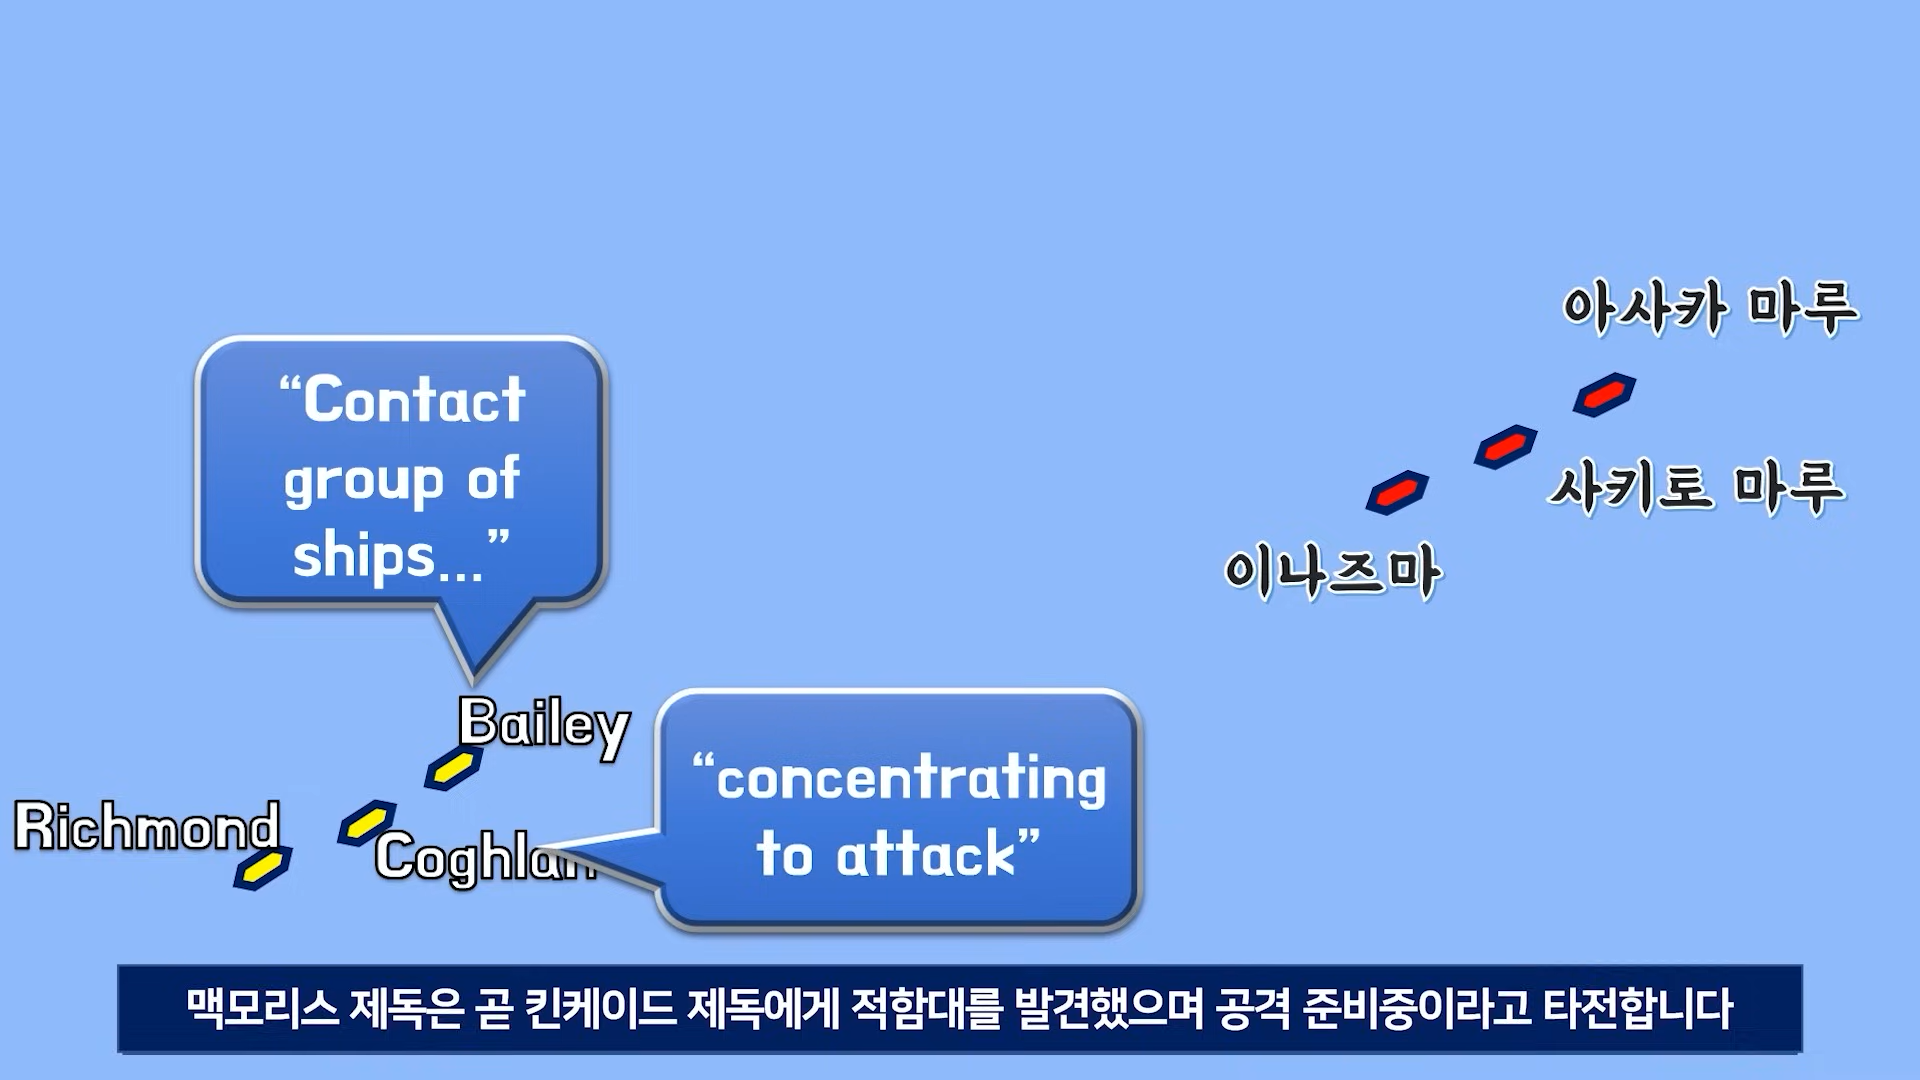 아사카 마루
“Contact
group of
ships...”
사키토 마루
이나즈마
Bailey
“concentrating
to attack”
Richmond
Coghlan
맥모리스 제독은 곧 킨케이드 제독에게 적함대를 발견했으며 공격 준비중이라고 타전합니다